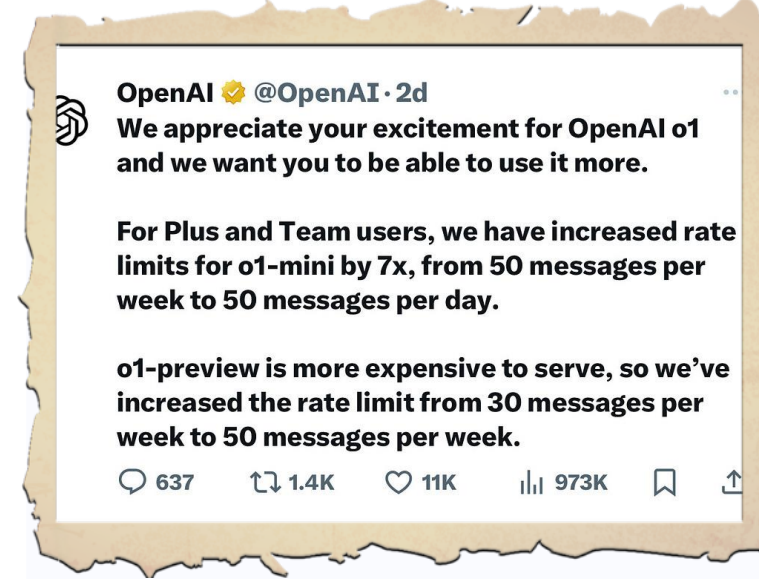 OpenAI @OpenAI · 2d
We appreciate your excitement for OpenAI o1
and we want you to be able to use it more.
For Plus and Team users, we have increased rate
limits for o1-mini by 7x, from 50 messages per
week to 50 messages per day.
o1-preview is more expensive to serve, so we’ve
increased the rate limit from 30 messages per
week to 50 messages per week.
637 1.4K 11K 973K